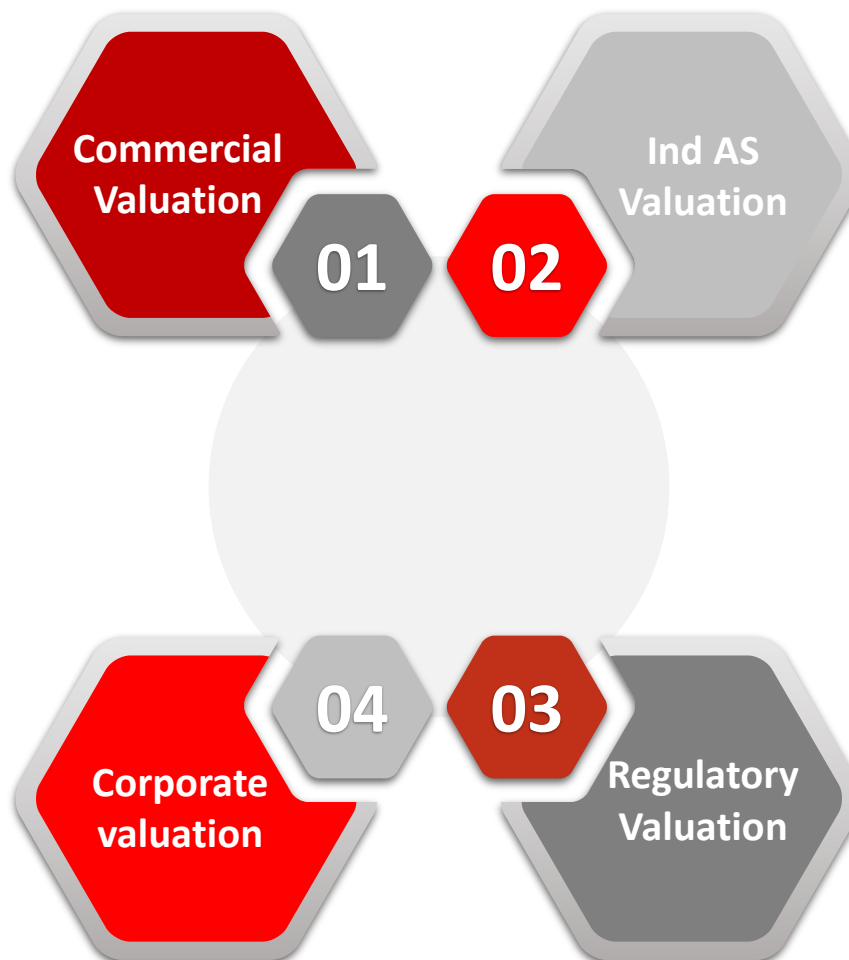 Commercial
Valuation
01
02
Ind AS
Valuation
04
03
Corporate
valuation
Regulatory
Valuation